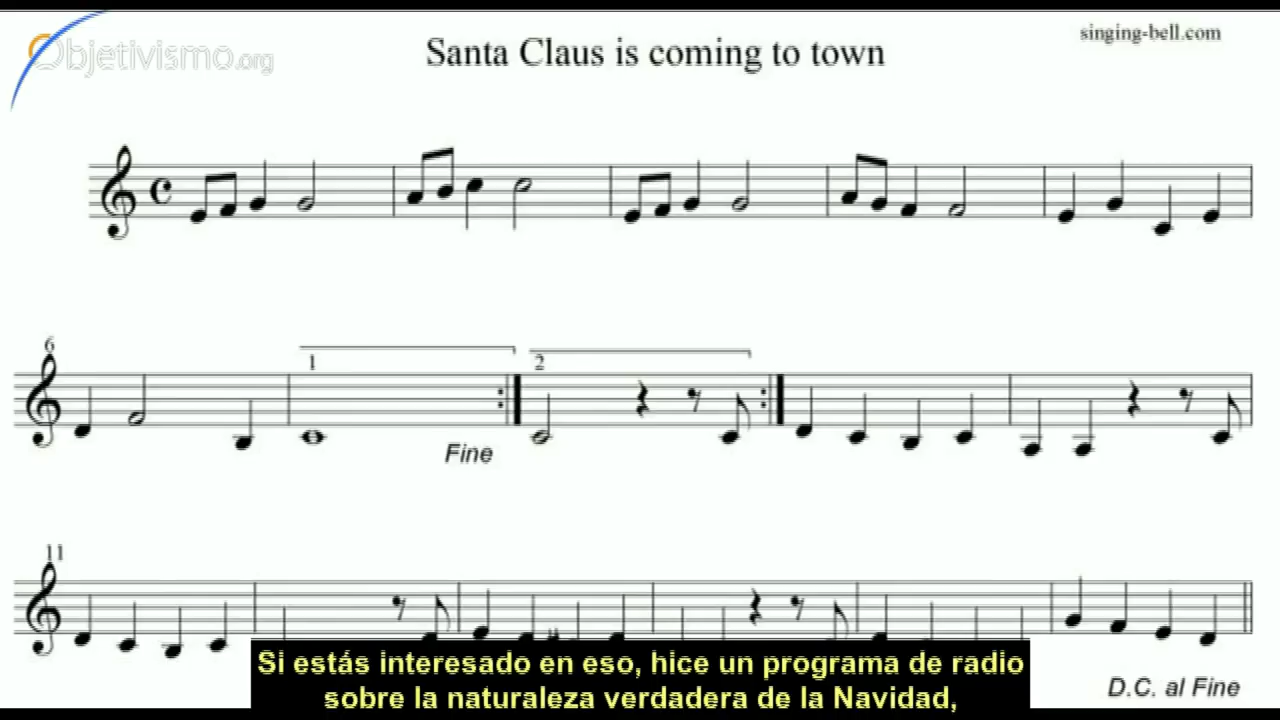 Objetivismo.org
Santa Claus is coming to town
singing-bell.com
6
1
2
Fine
11
D.C. al Fine
Si estás interesado en eso, hice un programa de radio
sobre la naturaleza verdadera de la Navidad,